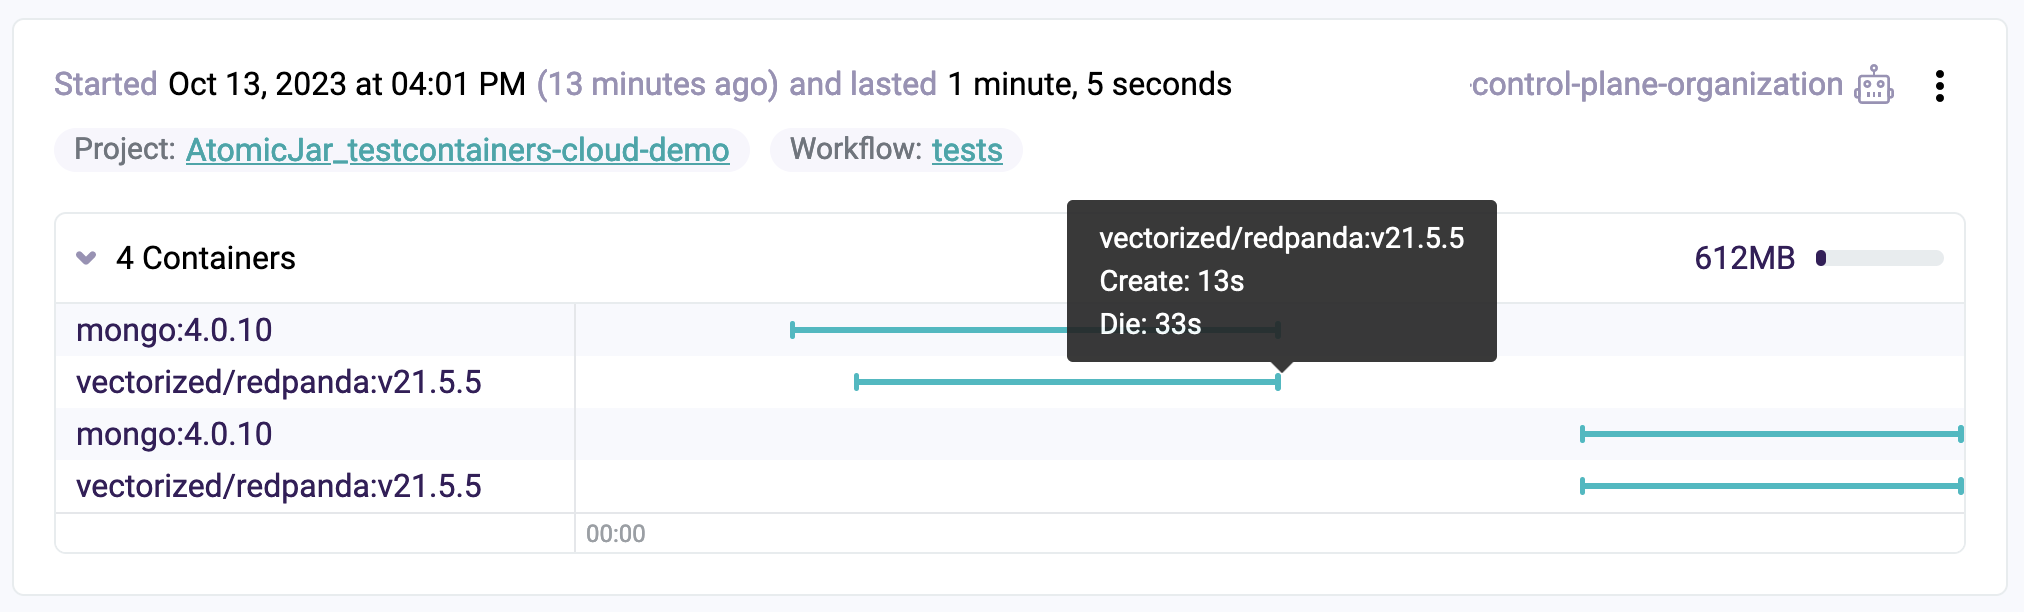 Started Oct 13, 2023 at 04:01 PM (13 minutes ago) and lasted 1 minute, 5 seconds
-control-plane-organization
Project: AtomicJar_testcontainers-cloud-demo Workflow: tests
4 Containers
612MB
vectorized/redpanda:v21.5.5
Create: 13s
Die: 33s
mongo:4.0.10
vectorized/redpanda:v21.5.5
mongo:4.0.10
vectorized/redpanda:v21.5.5
00:00